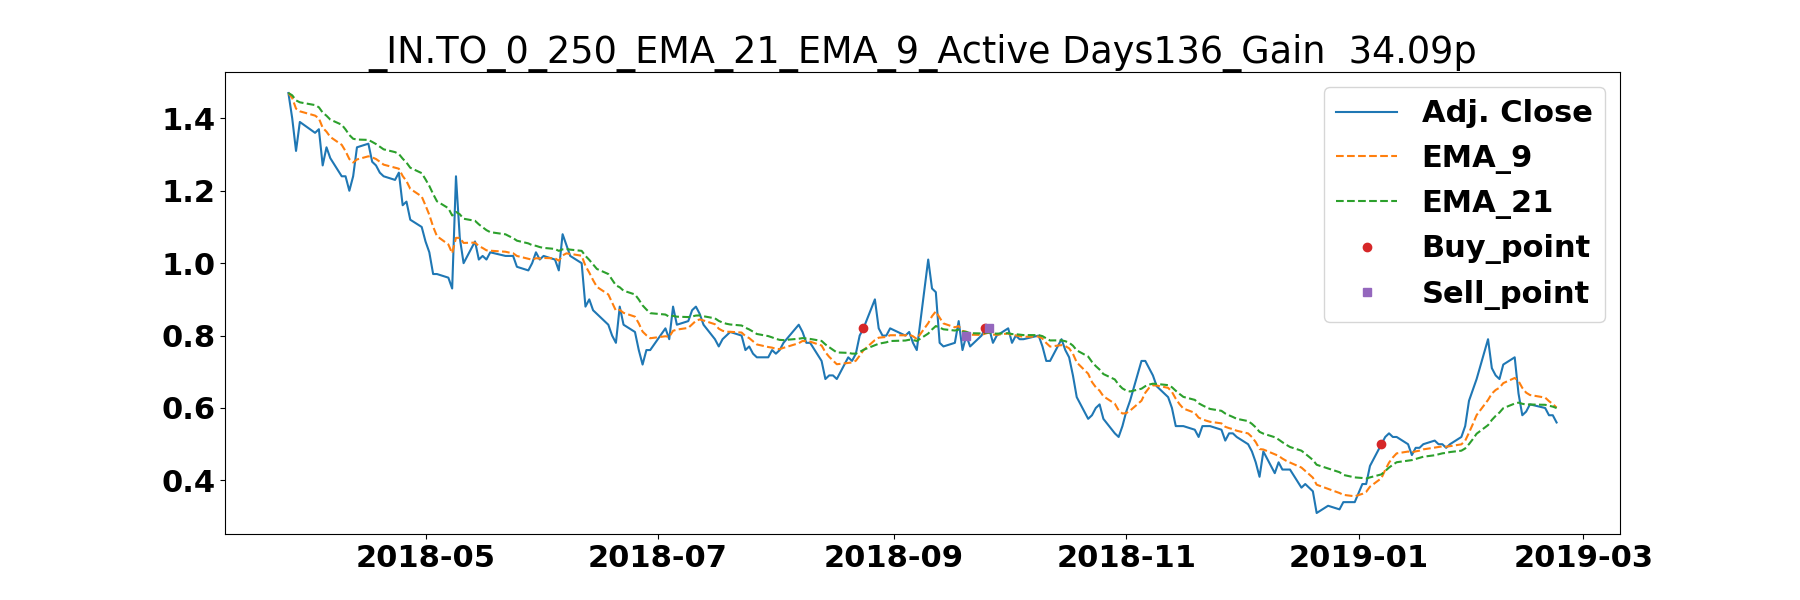 _IN.TO_0_250_EMA_21_EMA_9_Active Days136_Gain  34.09p
1.4
1.2
1.0
0.8
0.6
0.4
Adj. Close
EMA_9
EMA_21
Buy_point
Sell_point
2018-05 2018-07 2018-09 2018-11 2019-01 2019-03